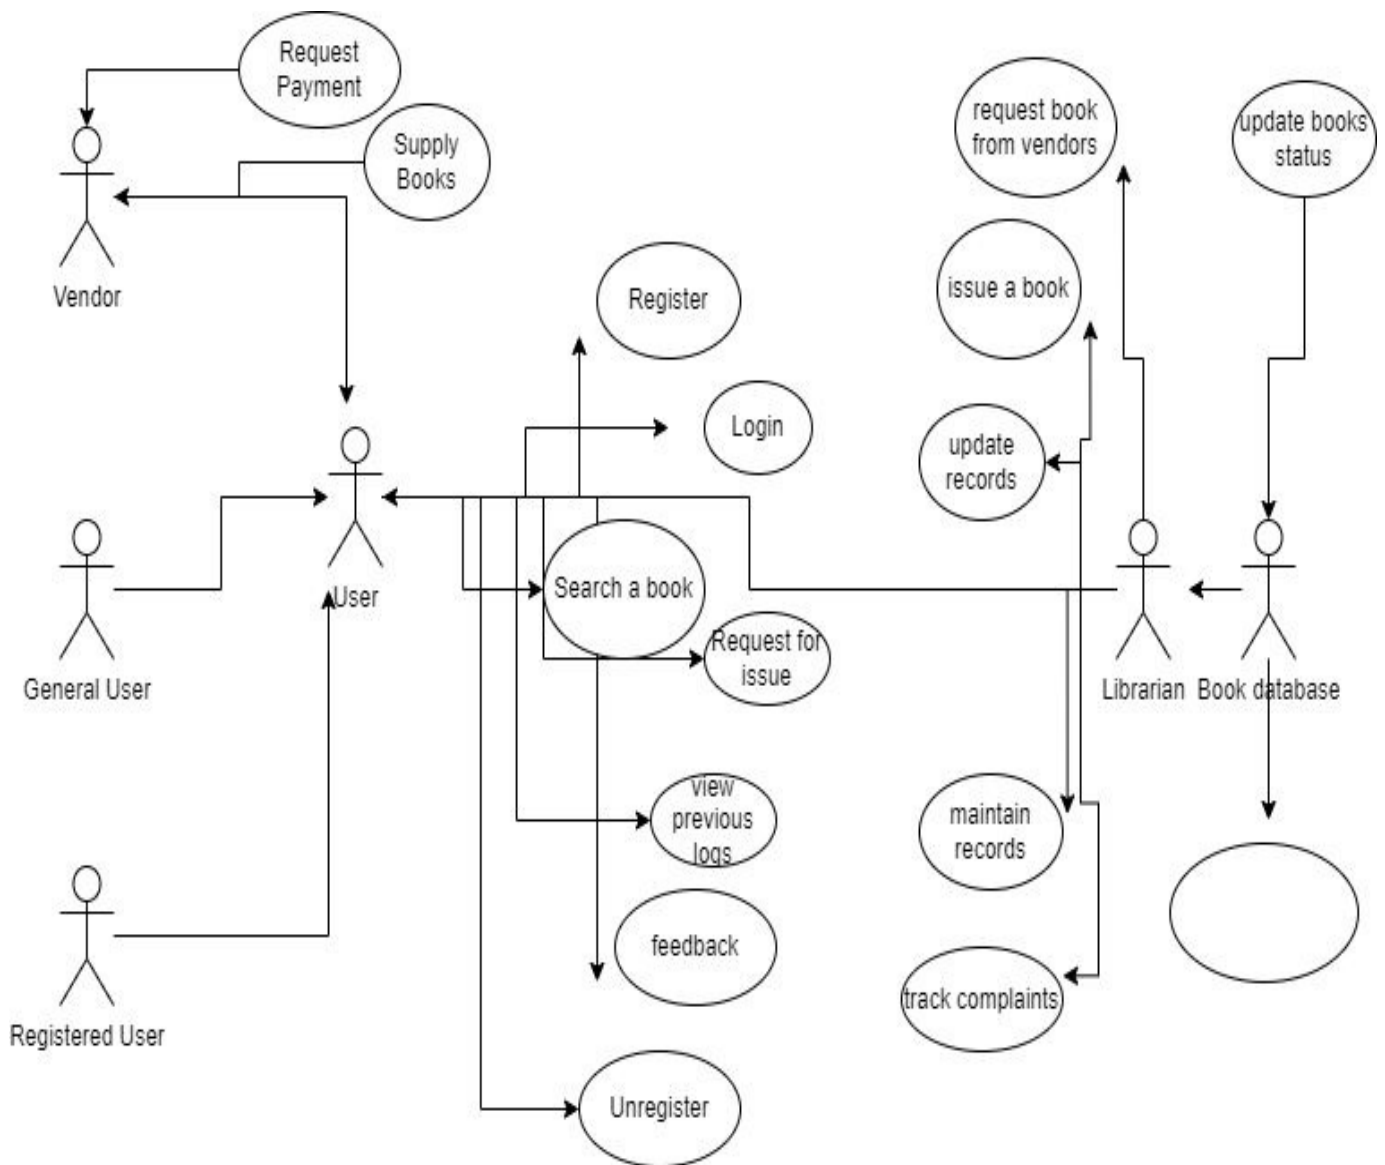 Request
Payment
Supply
Books
Vendor
request book
from vendors
update books
status
Register
issue a book
Login
update
records
User
Search a book
Request for
issue
General User
Librarian
Book database
view
previous
logs
maintain
records
feedback
track complaints
Registered User
Unregister